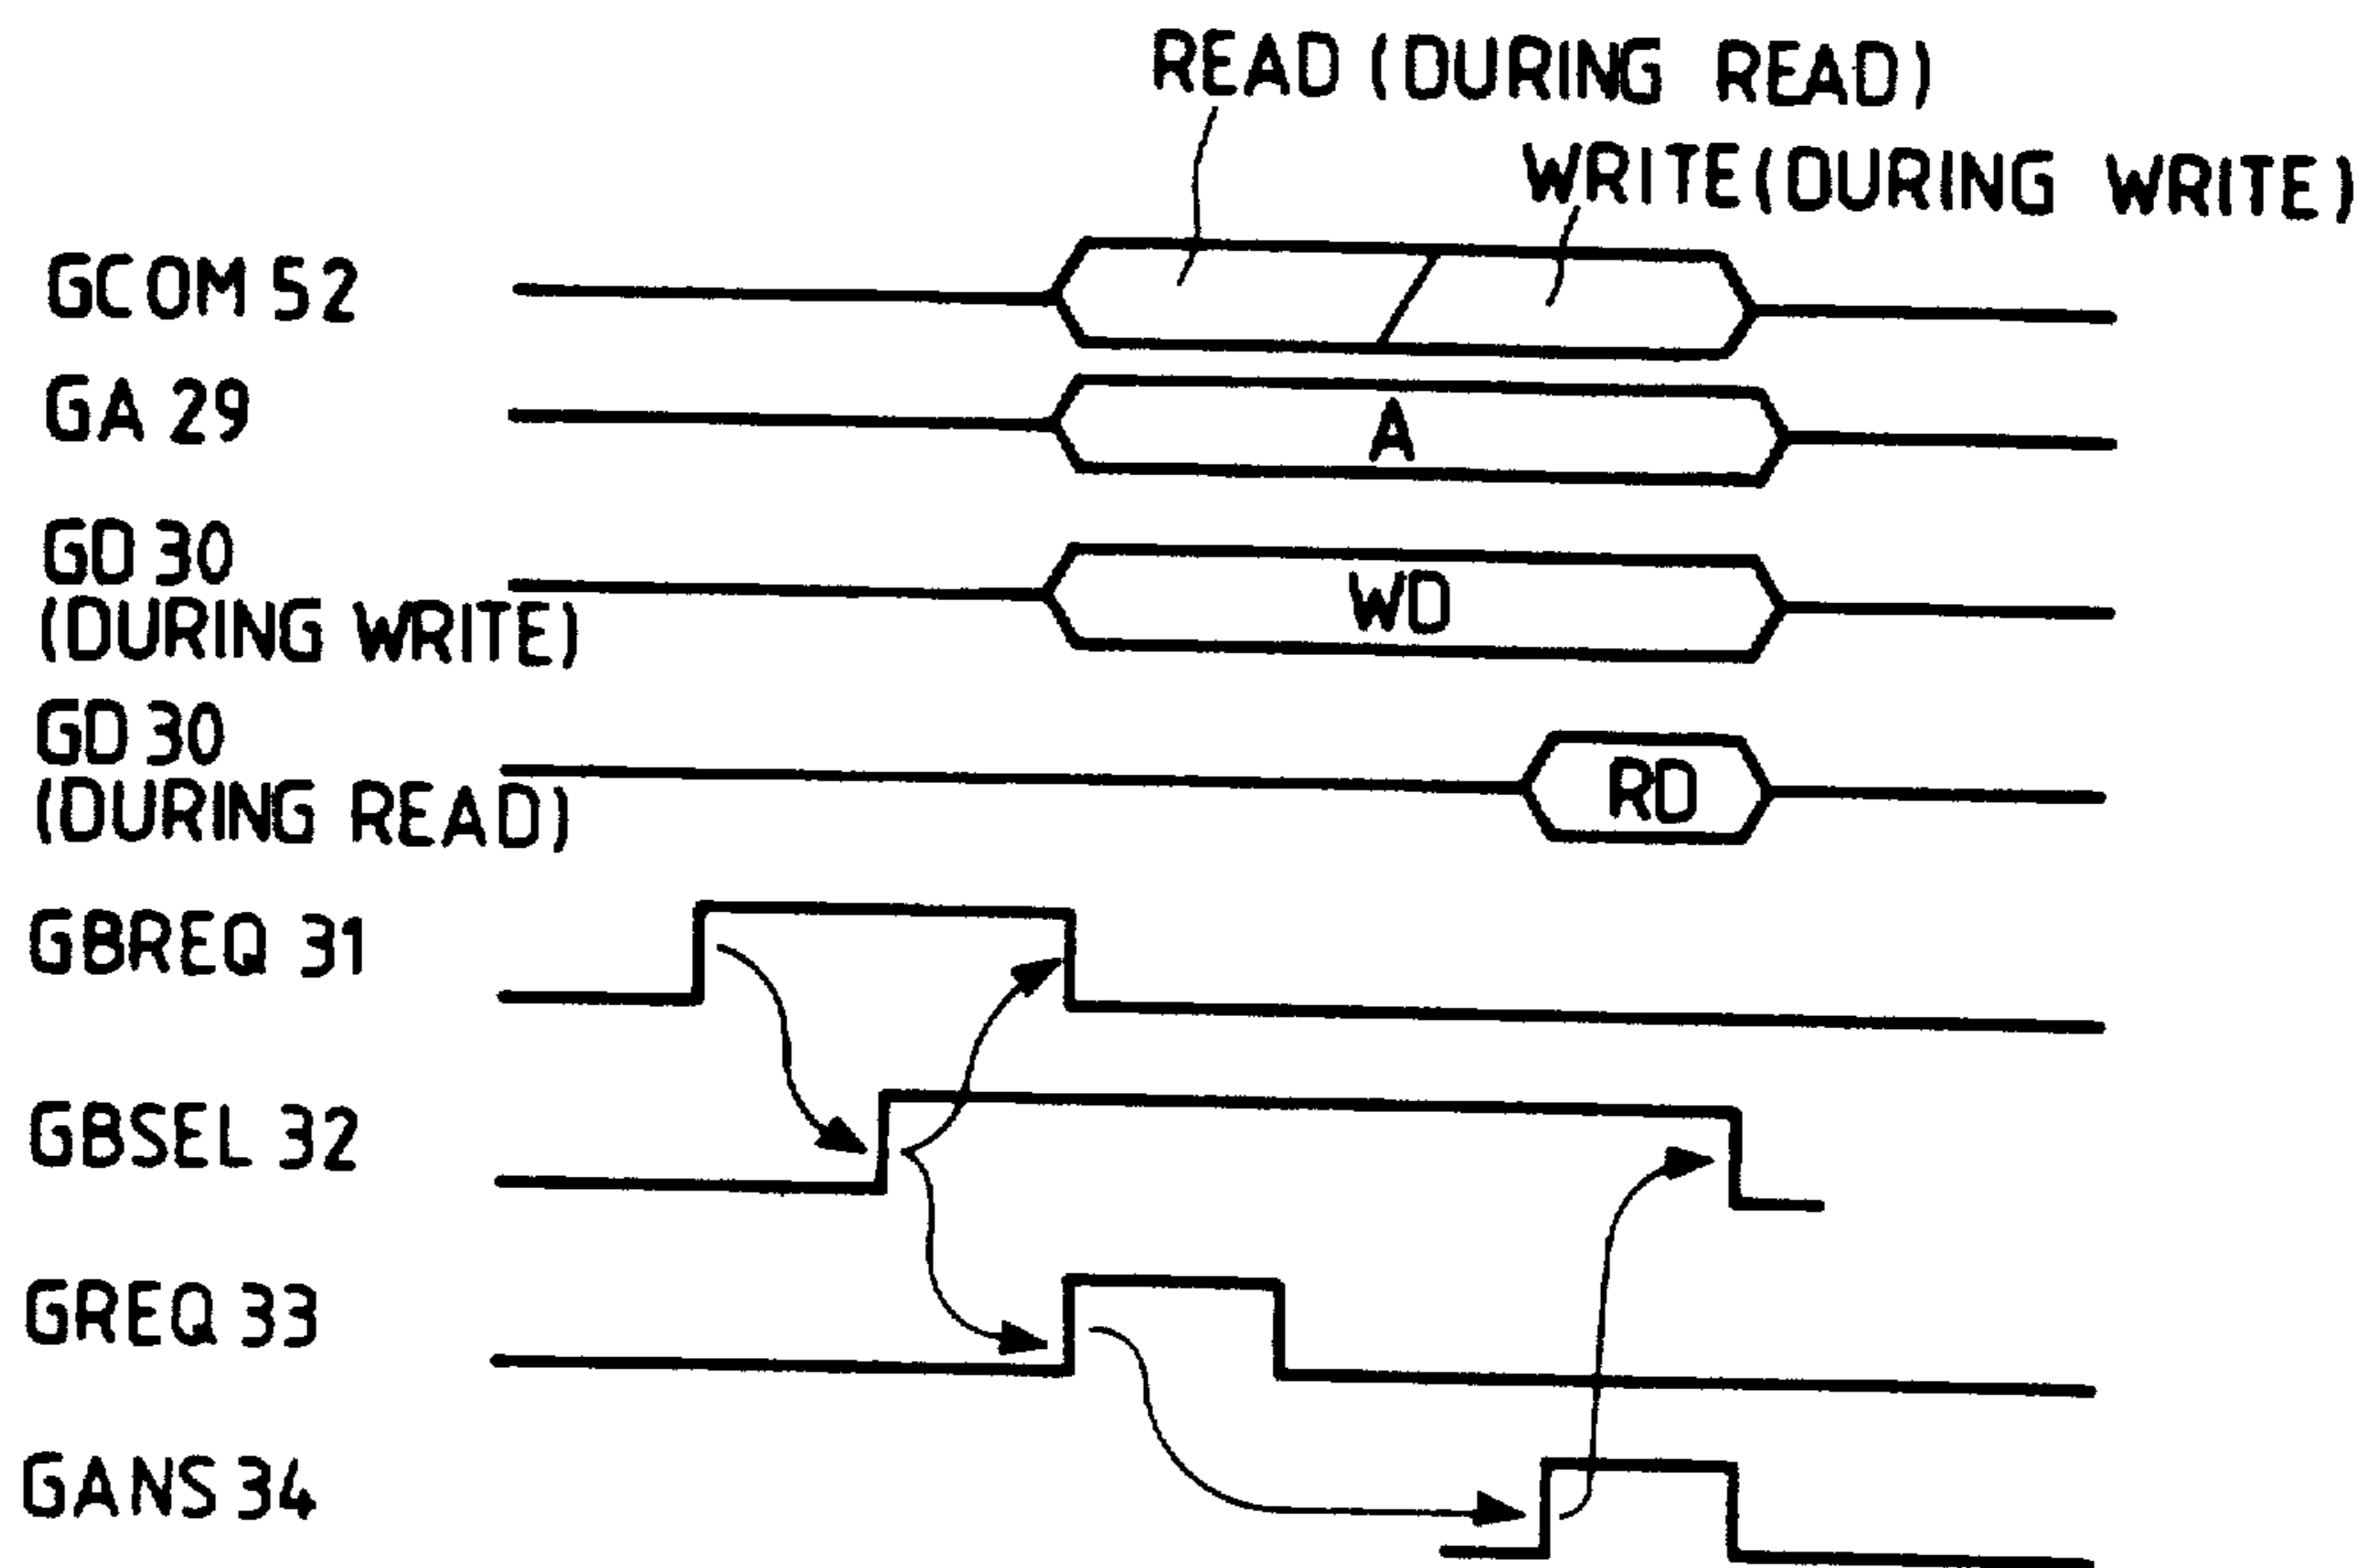 READ (DURING READ)
WRITE (DURING WRITE)
GCOM 52
GA 29
A
GD 30
(DURING WRITE)
WD
GD 30
(DURING READ)
RD
GBREQ 31
GBSEL 32
GREQ 33
GANS 34